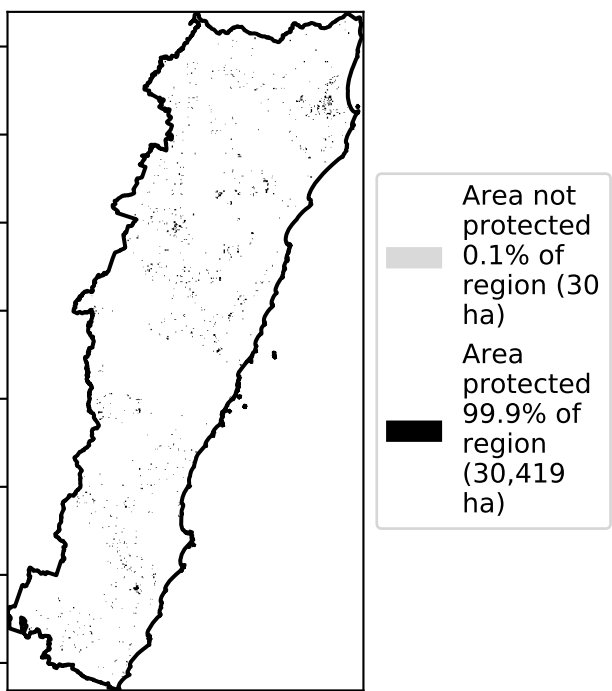 Area not
protected
0.1% of
region (30
ha)
Area
protected
99.9% of
region
(30,419
ha)